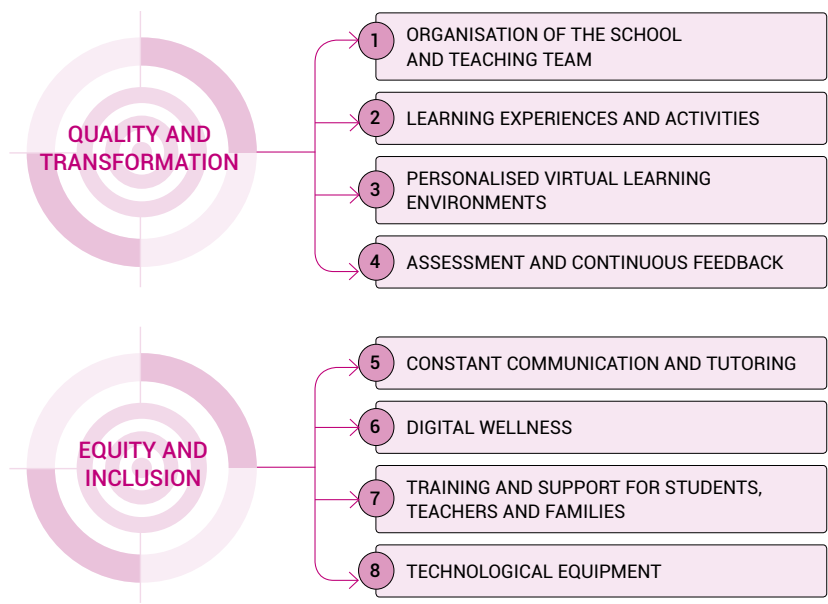 QUALITY AND
TRANSFORMATION
1
ORGANISATION OF THE SCHOOL
AND TEACHING TEAM
2
LEARNING EXPERIENCES AND ACTIVITIES
3
PERSONALISED VIRTUAL LEARNING
ENVIRONMENTS
4
ASSESSMENT AND CONTINUOUS FEEDBACK
EQUITY AND
INCLUSION
5
CONSTANT COMMUNICATION AND TUTORING
6
DIGITAL WELLNESS
7
TRAINING AND SUPPORT FOR STUDENTS,
TEACHERS AND FAMILIES
8
TECHNOLOGICAL EQUIPMENT